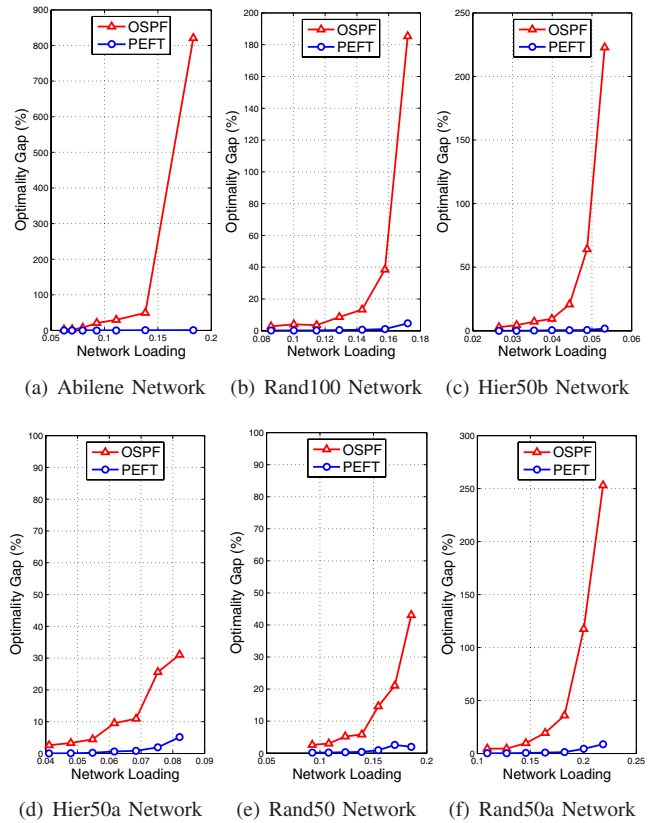 900
800
700
600
500
400
300
200
100
0
0.05 0.1 0.15 0.2
Optimality Gap (%)
Network Loading
OSPF
PEFT
(a) Abilene Network
200
180
160
140
120
100
80
60
40
20
0
0.08 0.1 0.12 0.14 0.16 0.18
Optimality Gap (%)
Network Loading
OSPF
PEFT
(b) Rand100 Network
250
200
150
100
50
0
0.02 0.03 0.04 0.05 0.06
Optimality Gap (%)
Network Loading
OSPF
PEFT
(c) Hier50b Network
100
90
80
70
60
50
40
30
20
10
0
0.04 0.05 0.06 0.07 0.08 0.09
Optimality Gap (%)
Network Loading
OSPF
PEFT
(d) Hier50a Network
100
90
80
70
60
50
40
30
20
10
0
0.05 0.1 0.15 0.2
Optimality Gap (%)
Network Loading
OSPF
PEFT
(e) Rand50 Network
300
250
200
150
100
50
0
0.1 0.15 0.2 0.25
Optimality Gap (%)
Network Loading
OSPF
PEFT
(f) Rand50a Network